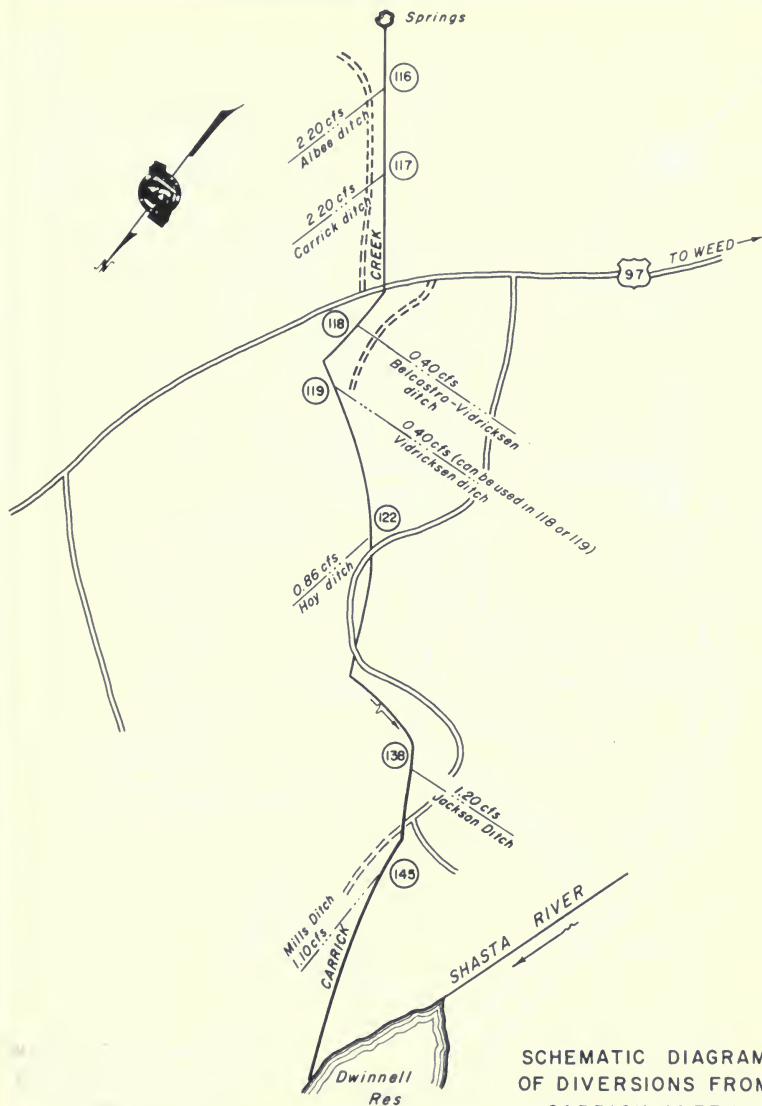 Springs
116
2.20 cfs
Albee ditch
117
2.20 cfs
Carrick ditch
CREEK
TO WEED
97
118
0.40 cfs
Belcastro-Vidricksen
ditch
119
0.40 cfs (can be used in 118 or 119)
Vidricksen ditch
122
0.86 cfs
Hoy ditch
138
1.20 cfs
Jackson Ditch
145
Mills Ditch
1.10 cfs
CARRICK
SHASTA RIVER
Dwinnell
Res
SCHEMATIC DIAGRAM
OF DIVERSIONS FROM